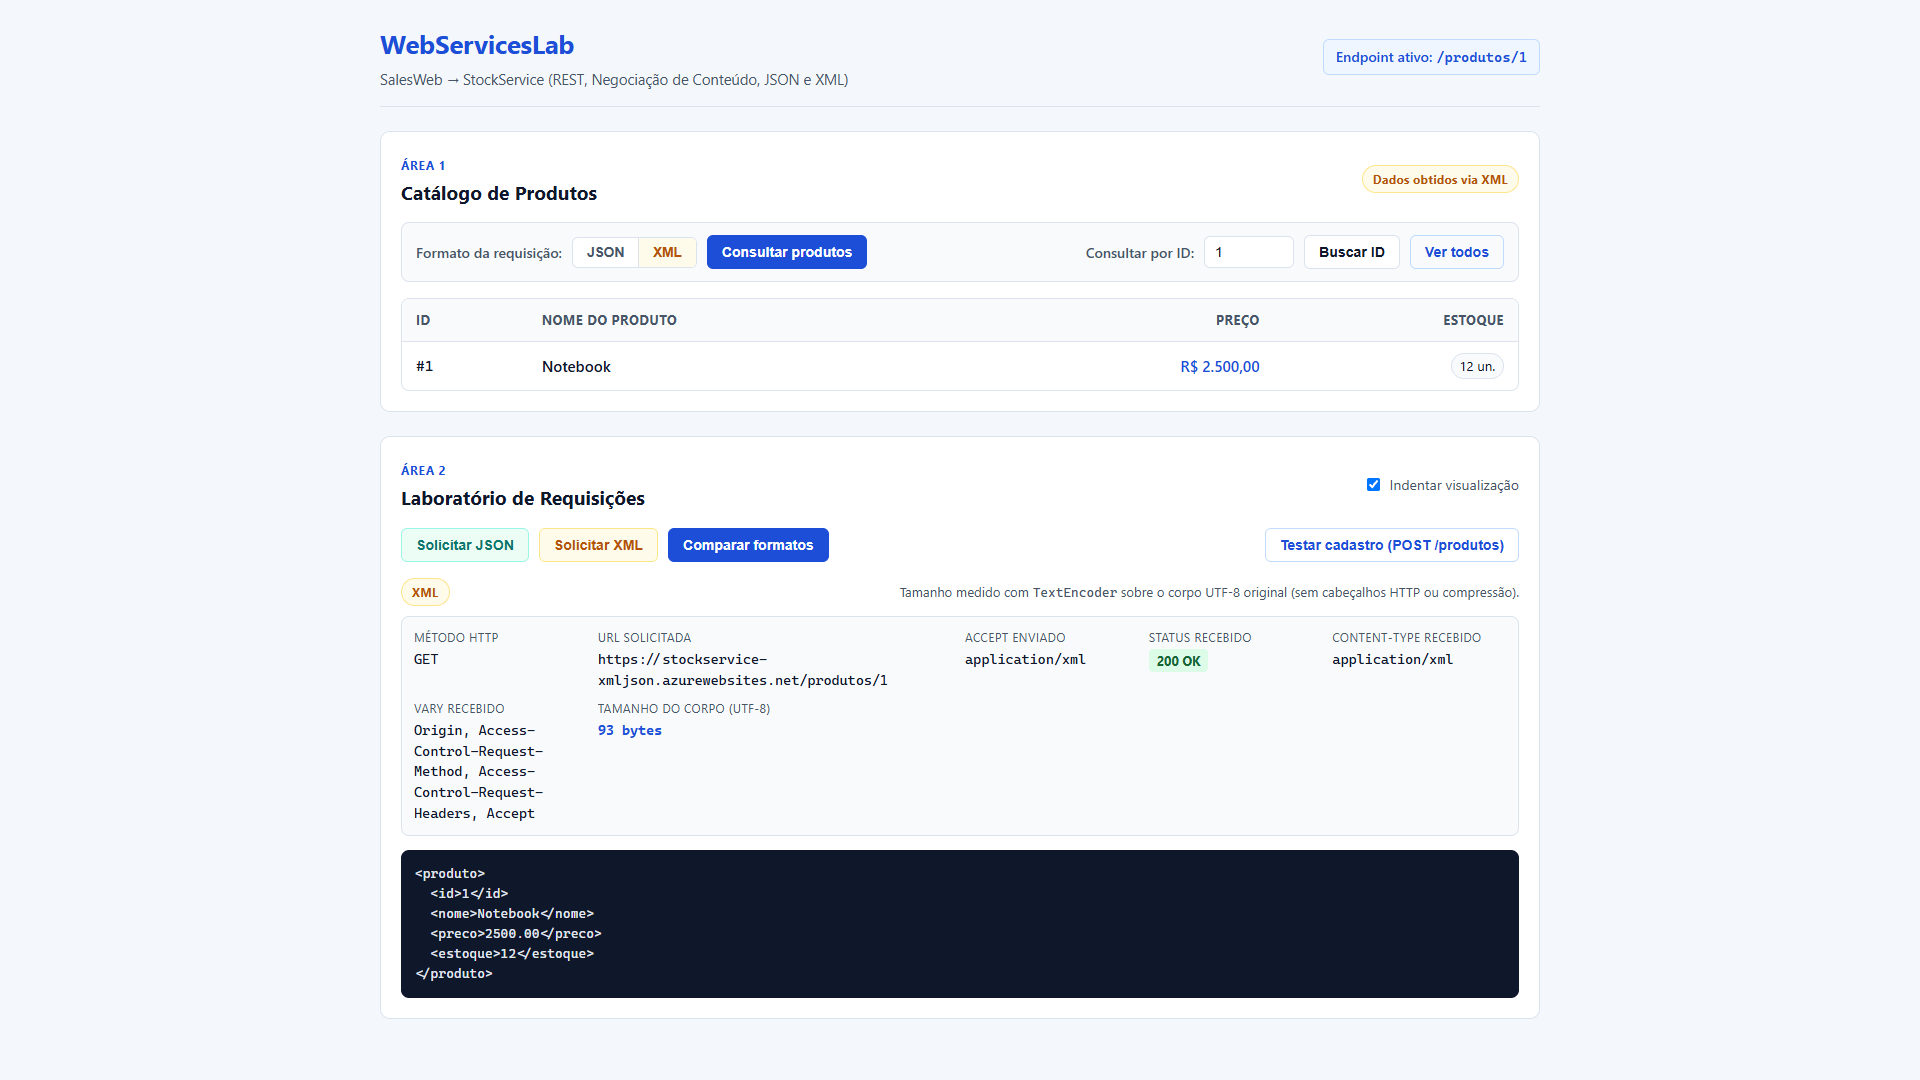 WebServicesLab
SalesWeb → StockService (REST, Negociação de Conteúdo, JSON e XML)
Endpoint ativo: /produtos/1
ÁREA 1
Catálogo de Produtos
Dados obtidos via XML
Formato da requisição: JSON XML Consultar produtos Consultar por ID: 1 Buscar ID Ver todos
ID NOME DO PRODUTO PREÇO ESTOQUE
#1 Notebook R$ 2.500,00 12 un.
ÁREA 2
Laboratório de Requisições
Indentar visualização
Solicitar JSON Solicitar XML Comparar formatos Testar cadastro (POST /produtos)
XML Tamanho medido com TextEncoder sobre o corpo UTF-8 original (sem cabeçalhos HTTP ou compressão).
MÉTODO HTTP
GET
URL SOLICITADA
https://stockservice-
xmljson.azurewebsites.net/produtos/1
ACCEPT ENVIADO
application/xml
STATUS RECEBIDO
200 OK
CONTENT-TYPE RECEBIDO
application/xml
VARY RECEBIDO
Origin, Access-
Control-Request-
Method, Access-
Control-Request-
Headers, Accept
TAMANHO DO CORPO (UTF-8)
93 bytes
<produto>
  <id>1</id>
  <nome>Notebook</nome>
  <preco>2500.00</preco>
  <estoque>12</estoque>
</produto>